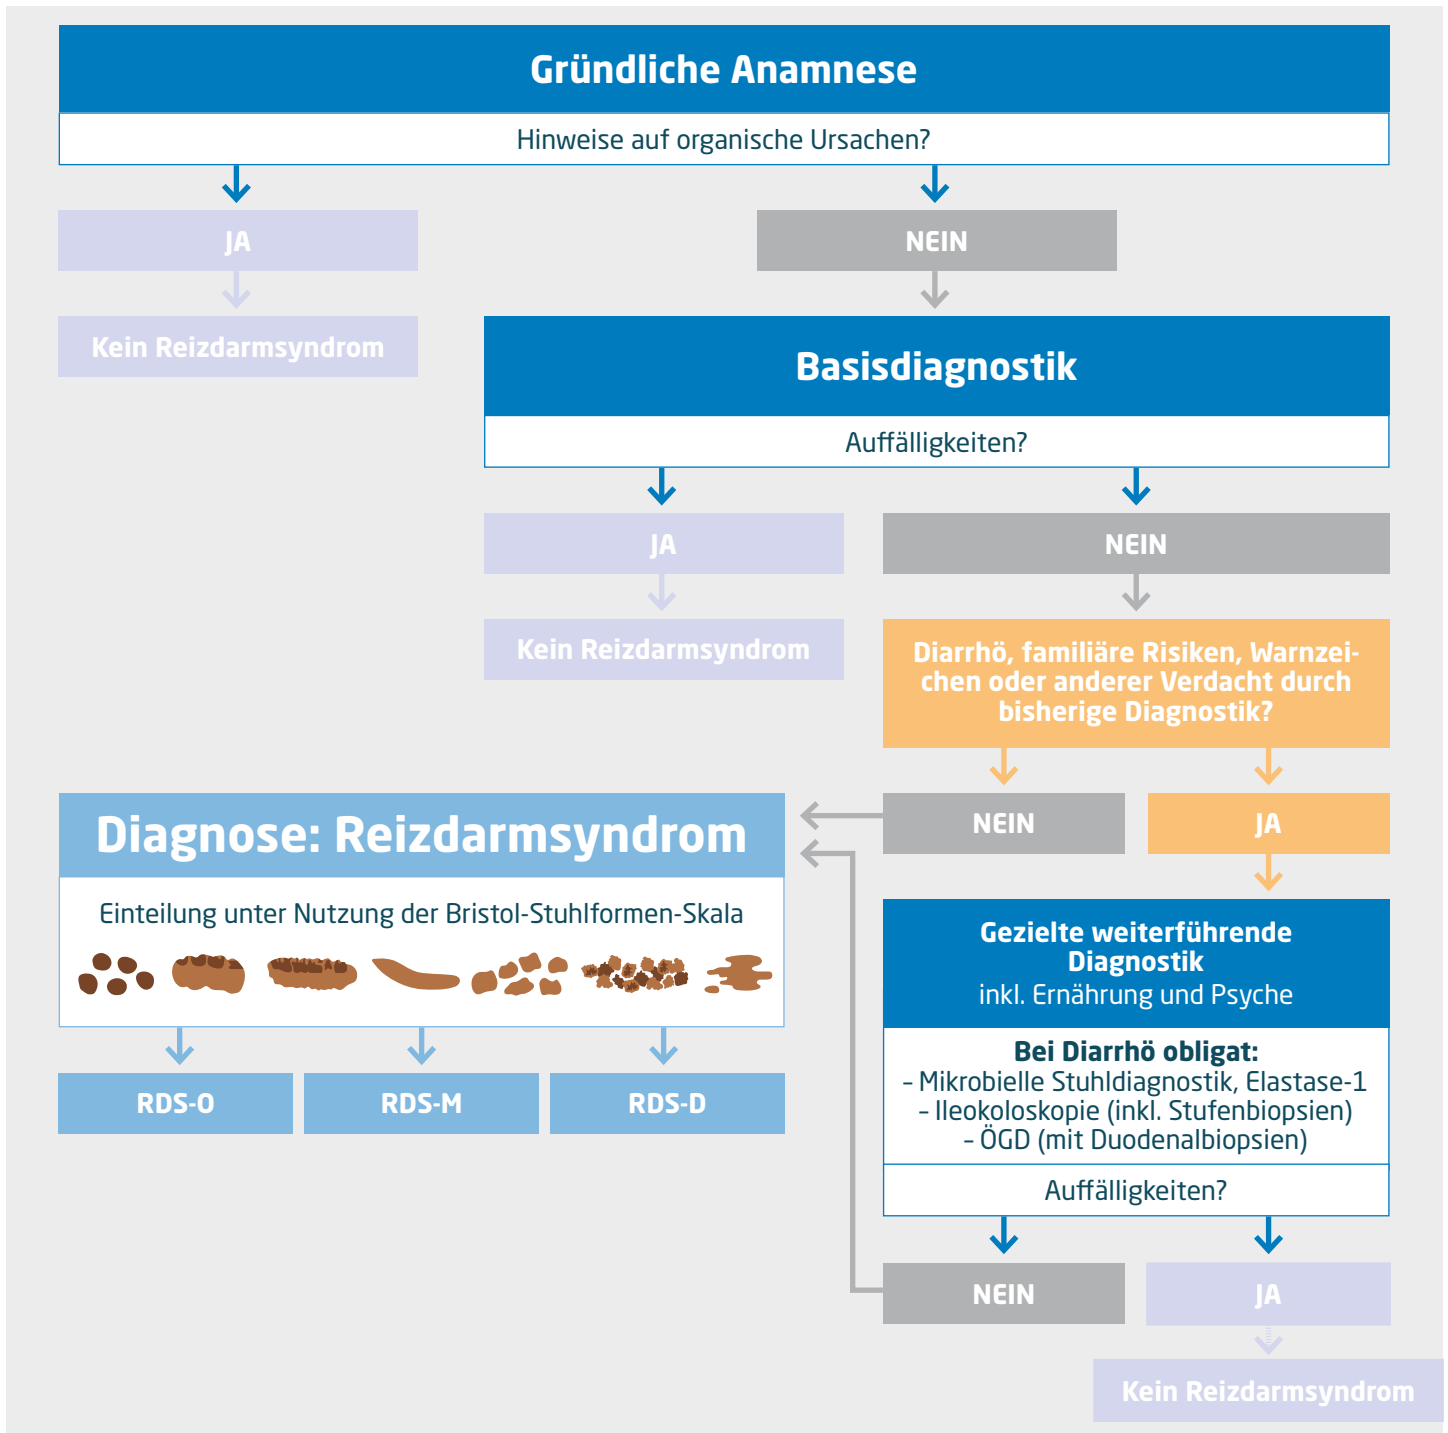 Gründliche Anamnese
Hinweise auf organische Ursachen?
JA
NEIN
Kein Reizdarmsyndrom
Basisdiagnostik
Auffälligkeiten?
JA
NEIN
Kein Reizdarmsyndrom
Diarrhö, familiäre Risiken, Warnzei-
chen oder anderer Verdacht durch
bisherige Diagnostik?
NEIN
JA
Diagnose: Reizdarmsyndrom
Einteilung unter Nutzung der Bristol-Stuhlformen-Skala
RDS-O
RDS-M
RDS-D
Gezielte weiterführende
Diagnostik
inkl. Ernährung und Psyche
Bei Diarrhö obligat:
– Mikrobielle Stuhldiagnostik, Elastase-1
– Ileokoloskopie (inkl. Stufenbiopsien)
– ÖGD (mit Duodenalbiopsien)
Auffälligkeiten?
NEIN
JA
Kein Reizdarmsyndrom